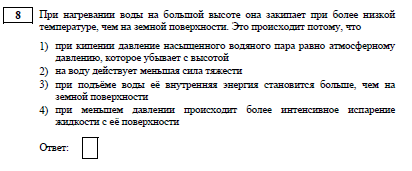 8 При нагревании воды на большой высоте она закипает при более низкой
температуре, чем на земной поверхности. Это происходит потому, что
1) при кипении давление насыщенного водяного пара равно атмосферному
давлению, которое убывает с высотой
2) на воду действует меньшая сила тяжести
3) при подъёме воды её внутренняя энергия становится больше, чем на
земной поверхности
4) при меньшем давлении происходит более интенсивное испарение
жидкости с её поверхности
Ответ: